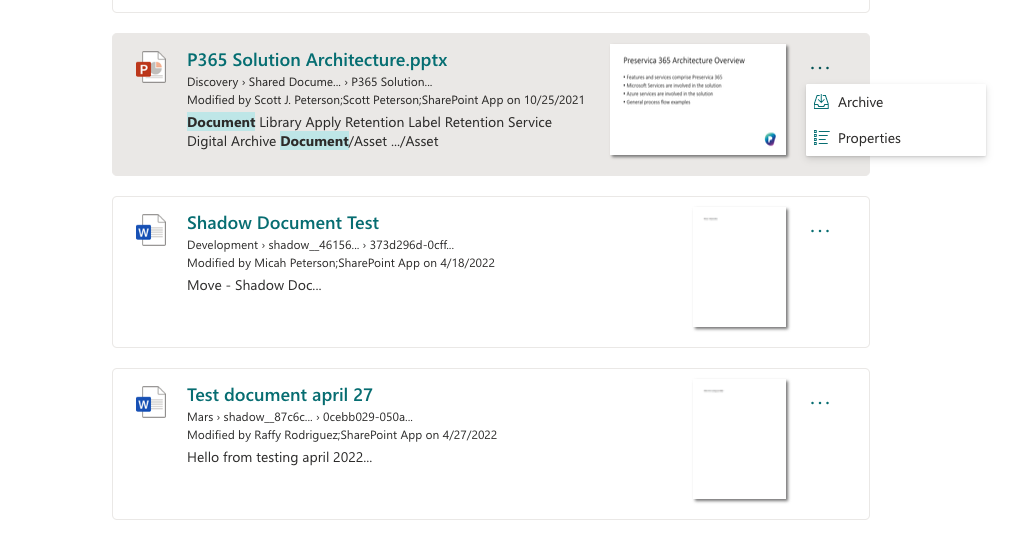 P365 Solution Architecture.pptx
Discovery › Shared Docume... › P365 Solution...
Modified by Scott J. Peterson;Scott Peterson;SharePoint App on 10/25/2021
Document Library Apply Retention Label Retention Service
Digital Archive Document/Asset .../Asset
Preservica 365 Architecture Overview
• Features and services comprise Preservica 365
• Microsoft Services are involved in the solution
• Azure services are involved in the solution
• General process flow examples
...
Archive
Properties
Shadow Document Test
Development › shadow__46156... › 373d296d-0cff...
Modified by Micah Peterson;SharePoint App on 4/18/2022
Move - Shadow Doc...
...
Test document april 27
Mars › shadow__87c6c... › 0cebb029-050a...
Modified by Raffy Rodriguez;SharePoint App on 4/27/2022
Hello from testing april 2022...
...